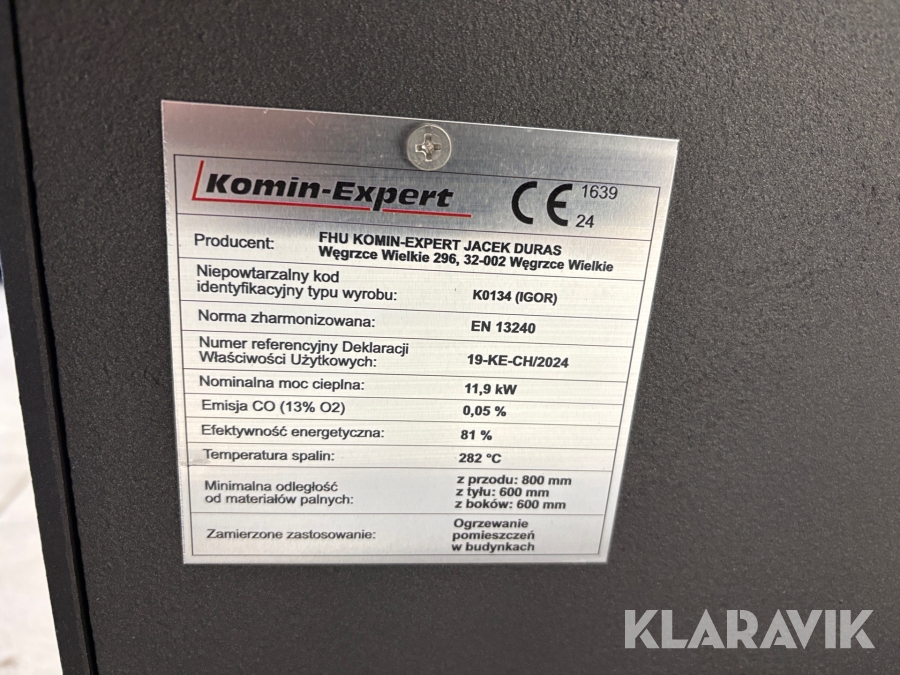 Komin-Expert
CE 1639
24
Producent: FHU KOMIN-EXPERT JACEK DURAS
Węgrzce Wielkie 296, 32-002 Węgrzce Wielkie
Niepowtarzalny kod
identyfikacyjny typu wyrobu: K0134 (IGOR)
Norma zharmonizowana: EN 13240
Numer referencyjny Deklaracji
Właściwości Użytkowych: 19-KE-CH/2024
Nominalna moc cieplna: 11,9 kW
Emisja CO (13% O2) 0,05 %
Efektywność energetyczna: 81 %
Temperatura spalin: 282 °C
Minimalna odległość
od materiałów palnych:
z przodu: 800 mm
z tyłu: 600 mm
z boków: 600 mm
Zamierzone zastosowanie:
Ogrzewanie
pomieszczeń
w budynkach
KLARAVIK